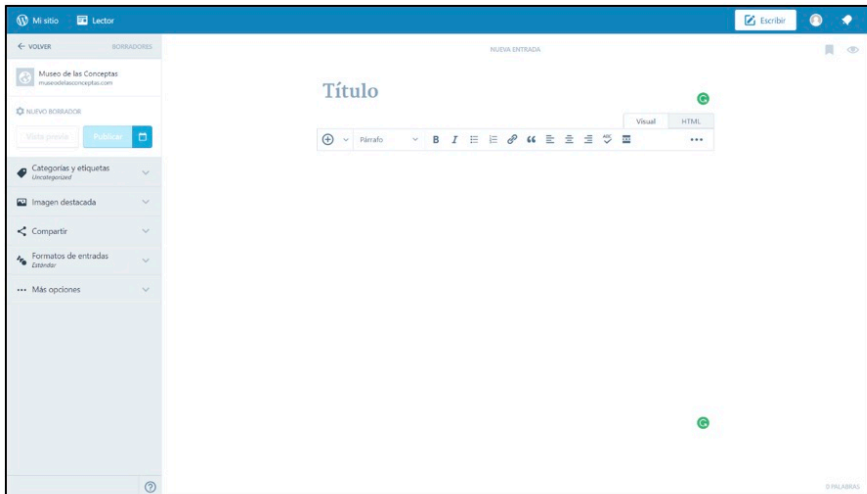 Mi sitio Lector Escribir
VOLVER BORRADORES
NUEVA ENTRADA
Museo de las Conceptas
museodelasconceptas.com
Título
NUEVO BORRADOR
Visual HTML
Vista previa Publicar
Párrafo B I ABC
Categorías y etiquetas
Uncategorized
Imagen destacada
Compartir
Formatos de entradas
Estándar
Más opciones
0 PALABRAS